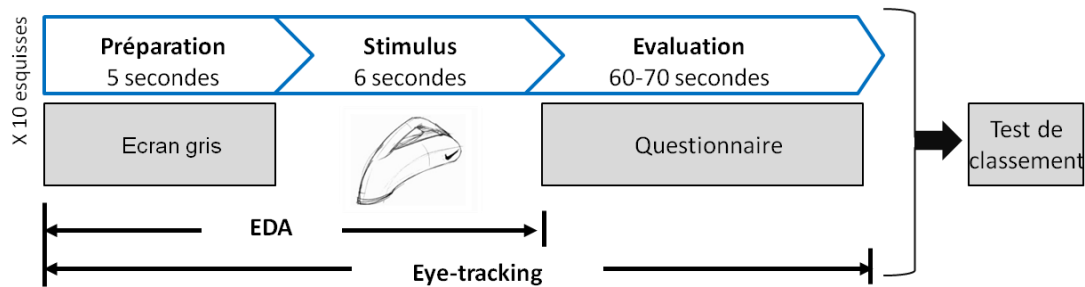 X 10 esquisses
Préparation
5 secondes
Stimulus
6 secondes
Evaluation
60-70 secondes
Ecran gris
Questionnaire
Test de
classement
EDA
Eye-tracking